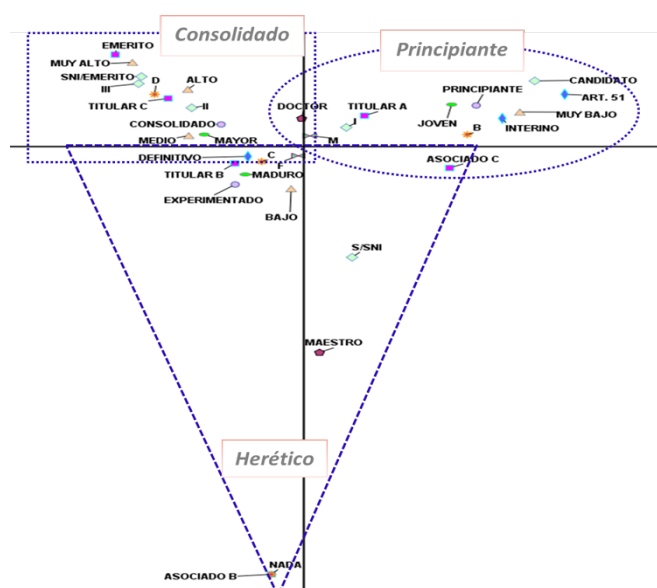 Consolidado
Principiante
EMERITO
MUY ALTO
SNI/EMERITO
III
D
ALTO
TITULAR C
II
CONSOLIDADO
MEDIO
MAYOR
DOCTOR
TITULAR A
I
M
PRINCIPIANTE
JOVEN
B
CANDIDATO
ART. 51
MUY BAJO
INTERINO
ASOCIADO C
DEFINITIVO
C
F
TITULAR B
MADURO
EXPERIMENTADO
BAJO
S/SNI
MAESTRO
Herético
NADA
ASOCIADO B